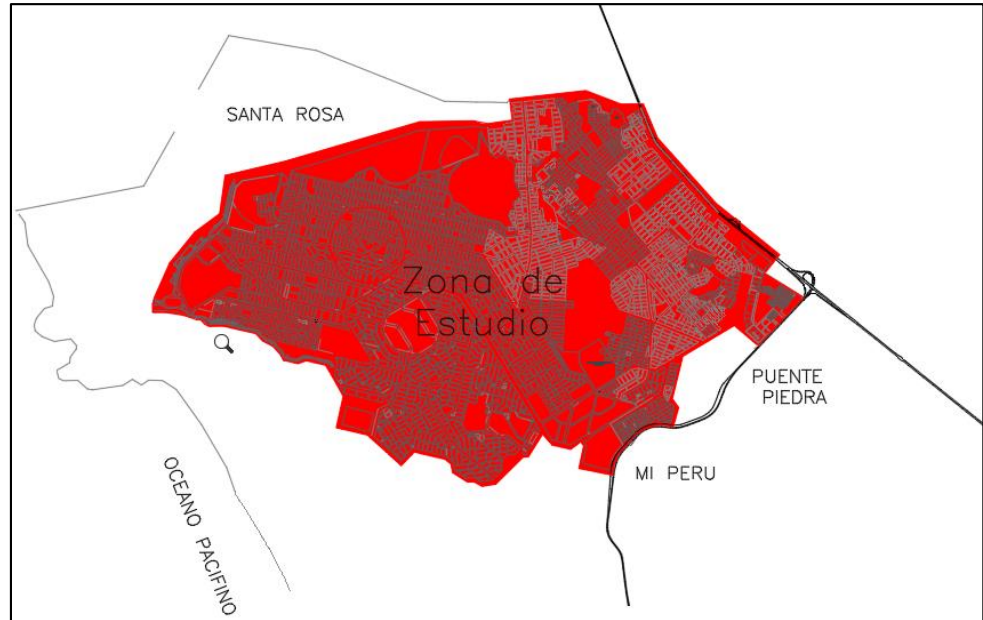 SANTA ROSA
Zona de
Estudio
PUENTE
PIEDRA
MI PERU
OCEANO PACIFINO